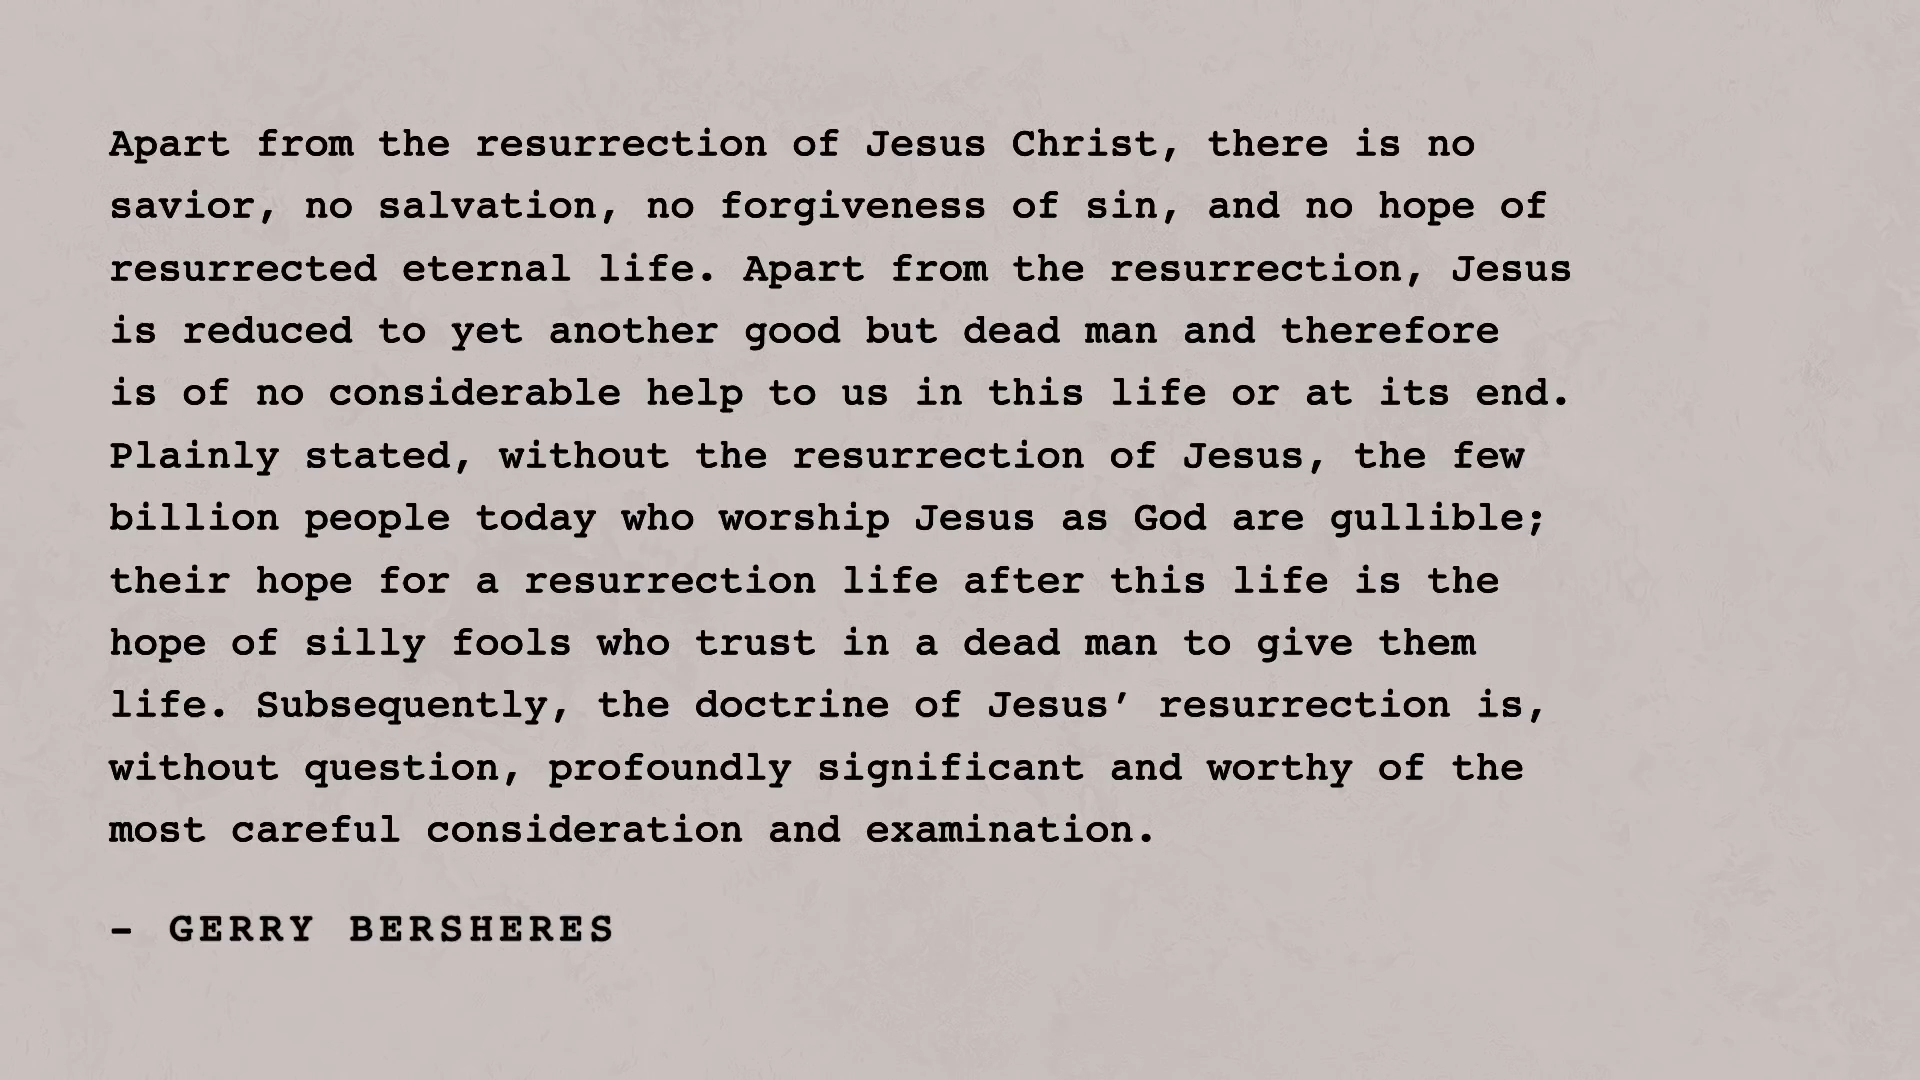 Apart from the resurrection of Jesus Christ, there is no
savior, no salvation, no forgiveness of sin, and no hope of
resurrected eternal life. Apart from the resurrection, Jesus
is reduced to yet another good but dead man and therefore
is of no considerable help to us in this life or at its end.
Plainly stated, without the resurrection of Jesus, the few
billion people today who worship Jesus as God are gullible;
their hope for a resurrection life after this life is the
hope of silly fools who trust in a dead man to give them
life. Subsequently, the doctrine of Jesus’ resurrection is,
without question, profoundly significant and worthy of the
most careful consideration and examination.
– GERRY BERSHERES